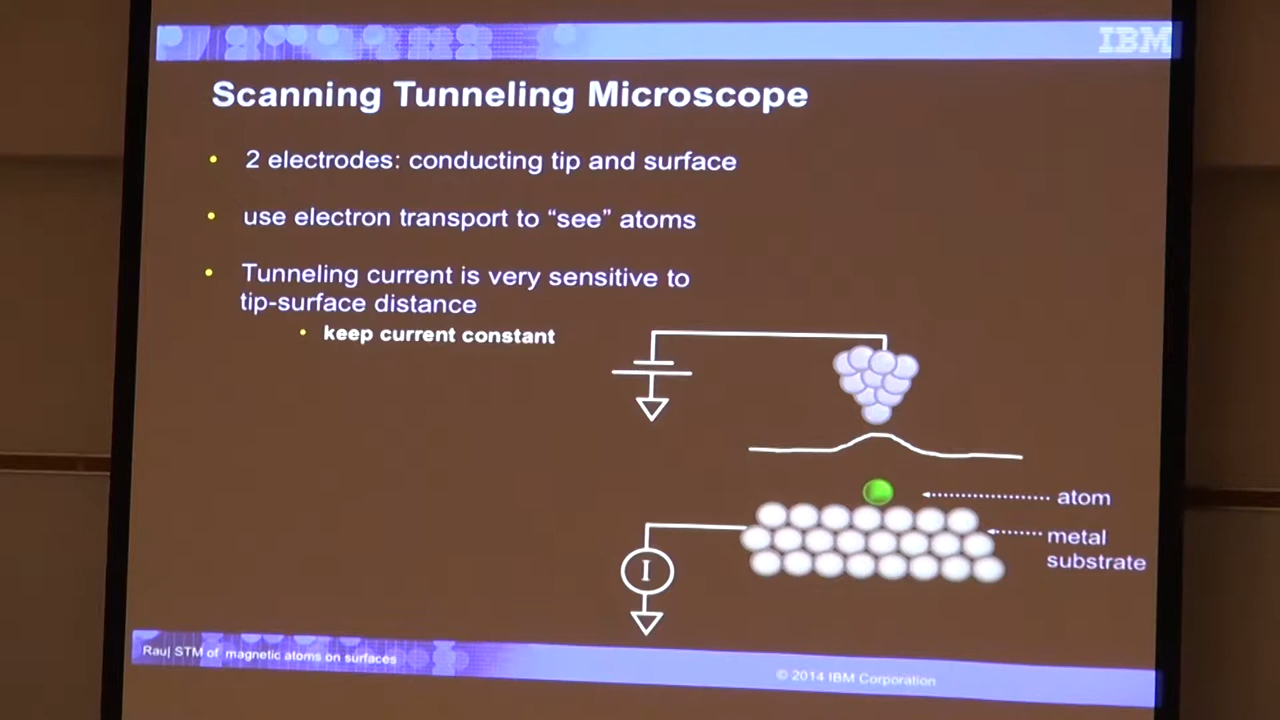 IBM
Scanning Tunneling Microscope
• 2 electrodes: conducting tip and surface
• use electron transport to “see” atoms
• Tunneling current is very sensitive to
tip-surface distance
• keep current constant
atom
metal
substrate
I
Rau| STM of magnetic atoms on surfaces
© 2014 IBM Corporation